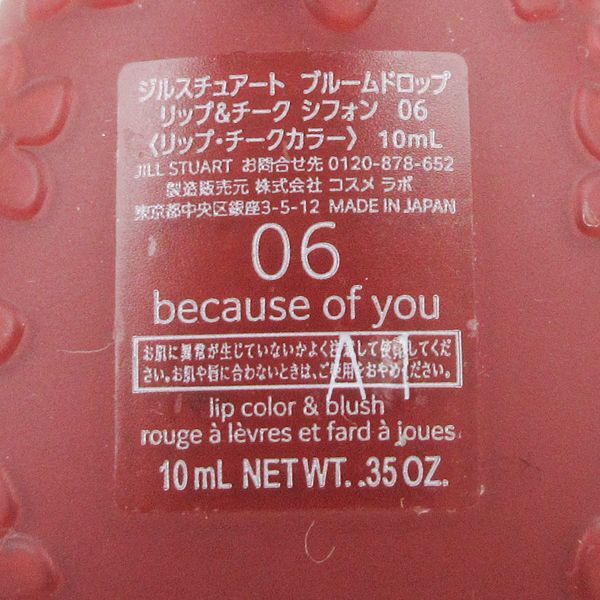 ジルスチュアート ブルームドロップ
リップ&チーク シフォン 06
〈リップ・チークカラー〉 10mL
JILL STUART お問合せ先 0120-878-652
製造販売元 株式会社 コスメ ラボ
東京都中央区銀座3-5-12 MADE IN JAPAN
06
because of you
お肌に異常が生じていないかよく注意して使用してくだ
さい。お肌や唇に合わないときは、ご使用をおやめください。
A1
lip color & blush
rouge à lèvres et fard à joues
10 mL NET WT. .35 OZ.